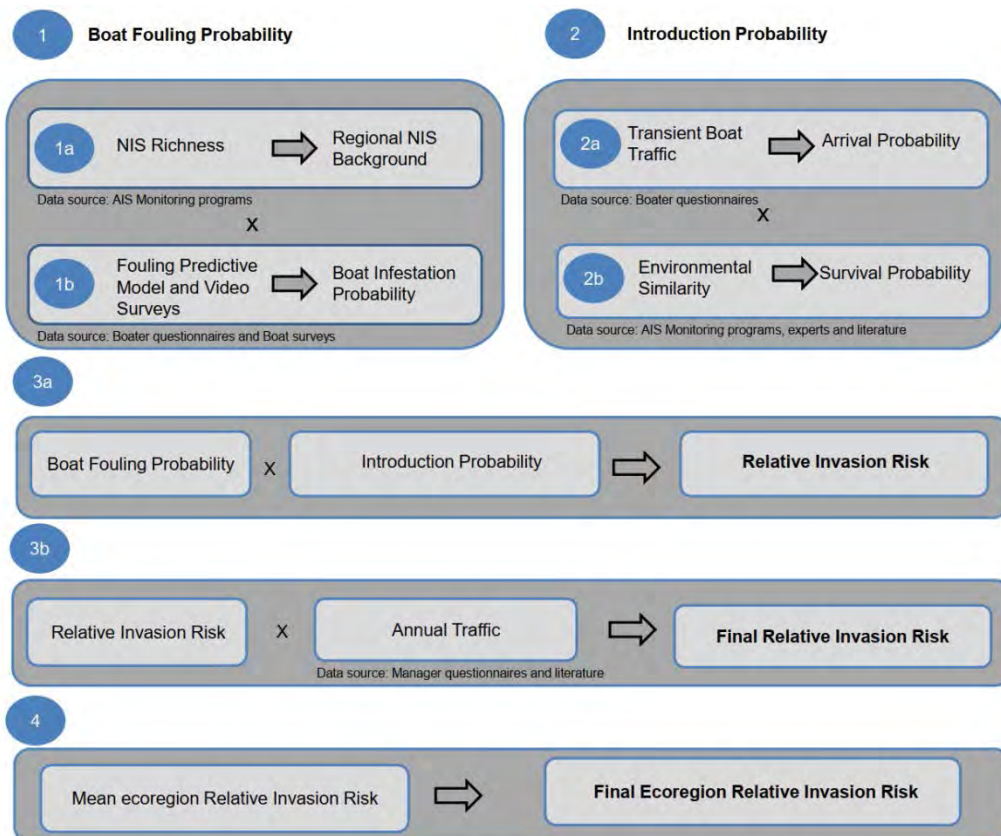 1 Boat Fouling Probability
1a NIS Richness
Regional NIS
Background
Data source: AIS Monitoring programs
x
1b Fouling Predictive
Model and Video
Surveys
Boat Infestation
Probability
Data source: Boater questionnaires and Boat surveys
2 Introduction Probability
2a Transient Boat
Traffic
Arrival Probability
Data source: Boater questionnaires
x
2b Environmental
Similarity
Survival Probability
Data source: AIS Monitoring programs, experts and literature
3a
Boat Fouling Probability x Introduction Probability Relative Invasion Risk
3b
Relative Invasion Risk x Annual Traffic Final Relative Invasion Risk
Data source: Manager questionnaires and literature
4
Mean ecoregion Relative Invasion Risk Final Ecoregion Relative Invasion Risk